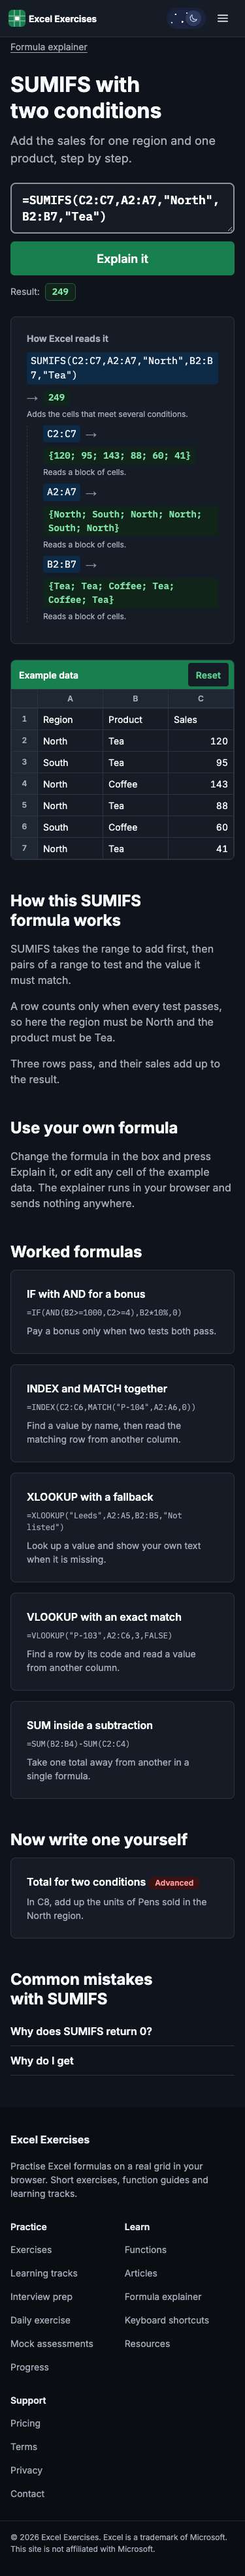 Excel Exercises
Formula explainer
SUMIFS with
two conditions
Add the sales for one region and one
product, step by step.
=SUMIFS(C2:C7,A2:A7,"North",
B2:B7,"Tea")
Explain it
Result: 249
How Excel reads it
SUMIFS(C2:C7,A2:A7,"North",B2:B
7,"Tea")
→ 249
Adds the cells that meet several conditions.
C2:C7 →
{120; 95; 143; 88; 60; 41}
Reads a block of cells.
A2:A7 →
{North; South; North; North;
South; North}
Reads a block of cells.
B2:B7 →
{Tea; Tea; Coffee; Tea;
Coffee; Tea}
Reads a block of cells.
Example data Reset
A B C
1 Region Product Sales
2 North Tea 120
3 South Tea 95
4 North Coffee 143
5 North Tea 88
6 South Coffee 60
7 North Tea 41
How this SUMIFS
formula works
SUMIFS takes the range to add first, then
pairs of a range to test and the value it
must match.
A row counts only when every test passes,
so here the region must be North and the
product must be Tea.
Three rows pass, and their sales add up to
the result.
Use your own formula
Change the formula in the box and press
Explain it, or edit any cell of the example
data. The explainer runs in your browser and
sends nothing anywhere.
Worked formulas
IF with AND for a bonus
=IF(AND(B2>=1000,C2>=4),B2*10%,0)
Pay a bonus only when two tests both pass.
INDEX and MATCH together
=INDEX(C2:C6,MATCH("P-104",A2:A6,0))
Find a value by name, then read the
matching row from another column.
XLOOKUP with a fallback
=XLOOKUP("Leeds",A2:A5,B2:B5,"Not
listed")
Look up a value and show your own text
when it is missing.
VLOOKUP with an exact match
=VLOOKUP("P-103",A2:C6,3,FALSE)
Find a row by its code and read a value
from another column.
SUM inside a subtraction
=SUM(B2:B4)-SUM(C2:C4)
Take one total away from another in a
single formula.
Now write one yourself
Total for two conditions Advanced
In C8, add up the units of Pens sold in the
North region.
Common mistakes
with SUMIFS
Why does SUMIFS return 0?
Why do I get
Excel Exercises
Practise Excel formulas on a real grid in your
browser. Short exercises, function guides and
learning tracks.
Practice Learn
Exercises Functions
Learning tracks Articles
Interview prep Formula explainer
Daily exercise Keyboard shortcuts
Mock assessments Resources
Progress
Support
Pricing
Terms
Privacy
Contact
© 2026 Excel Exercises. Excel is a trademark of Microsoft.
This site is not affiliated with Microsoft.